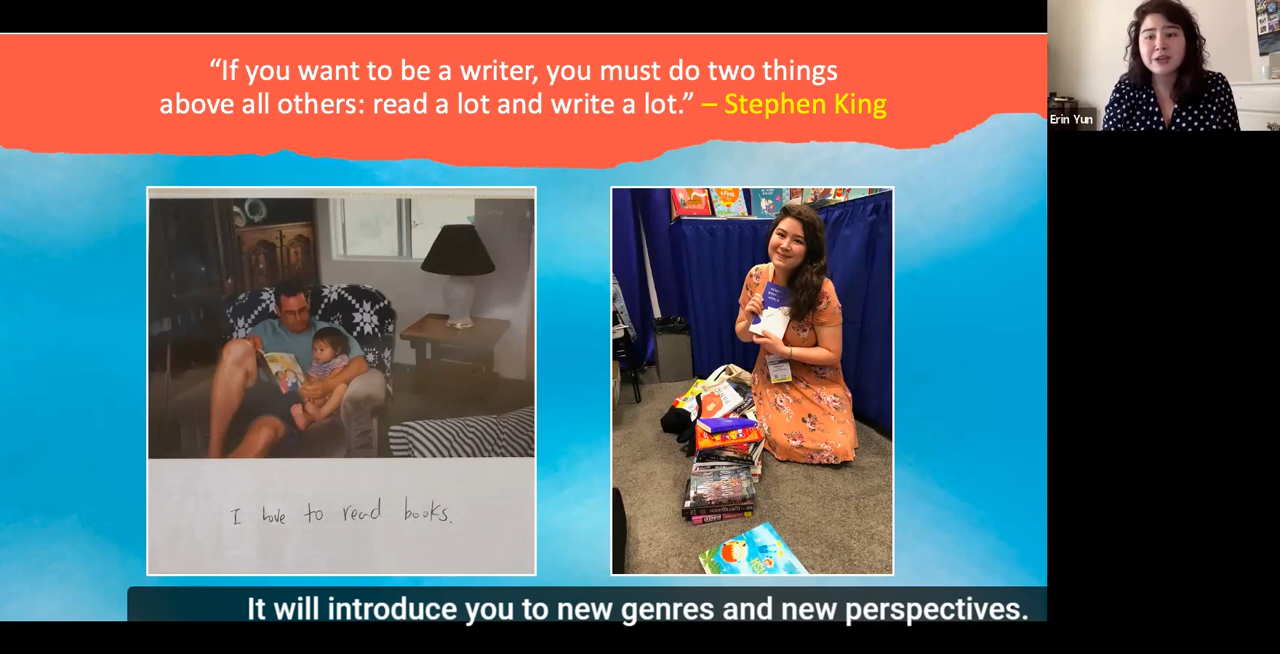 “If you want to be a writer, you must do two things
above all others: read a lot and write a lot.” – Stephen King
Erin Yun
I love to read books.
It will introduce you to new genres and new perspectives.